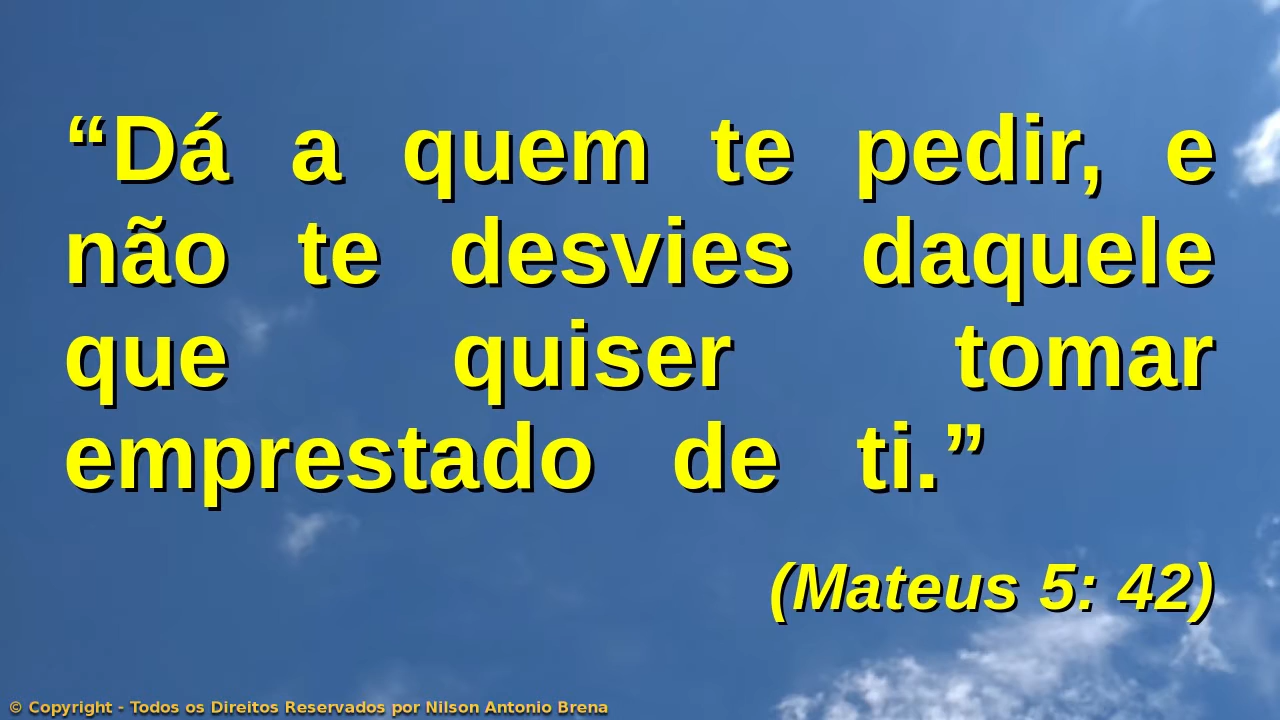 “Dá a quem te pedir, e
não te desvies daquele
que quiser tomar
emprestado de ti.”
(Mateus 5: 42)
© Copyright - Todos os Direitos Reservados por Nilson Antonio Brena